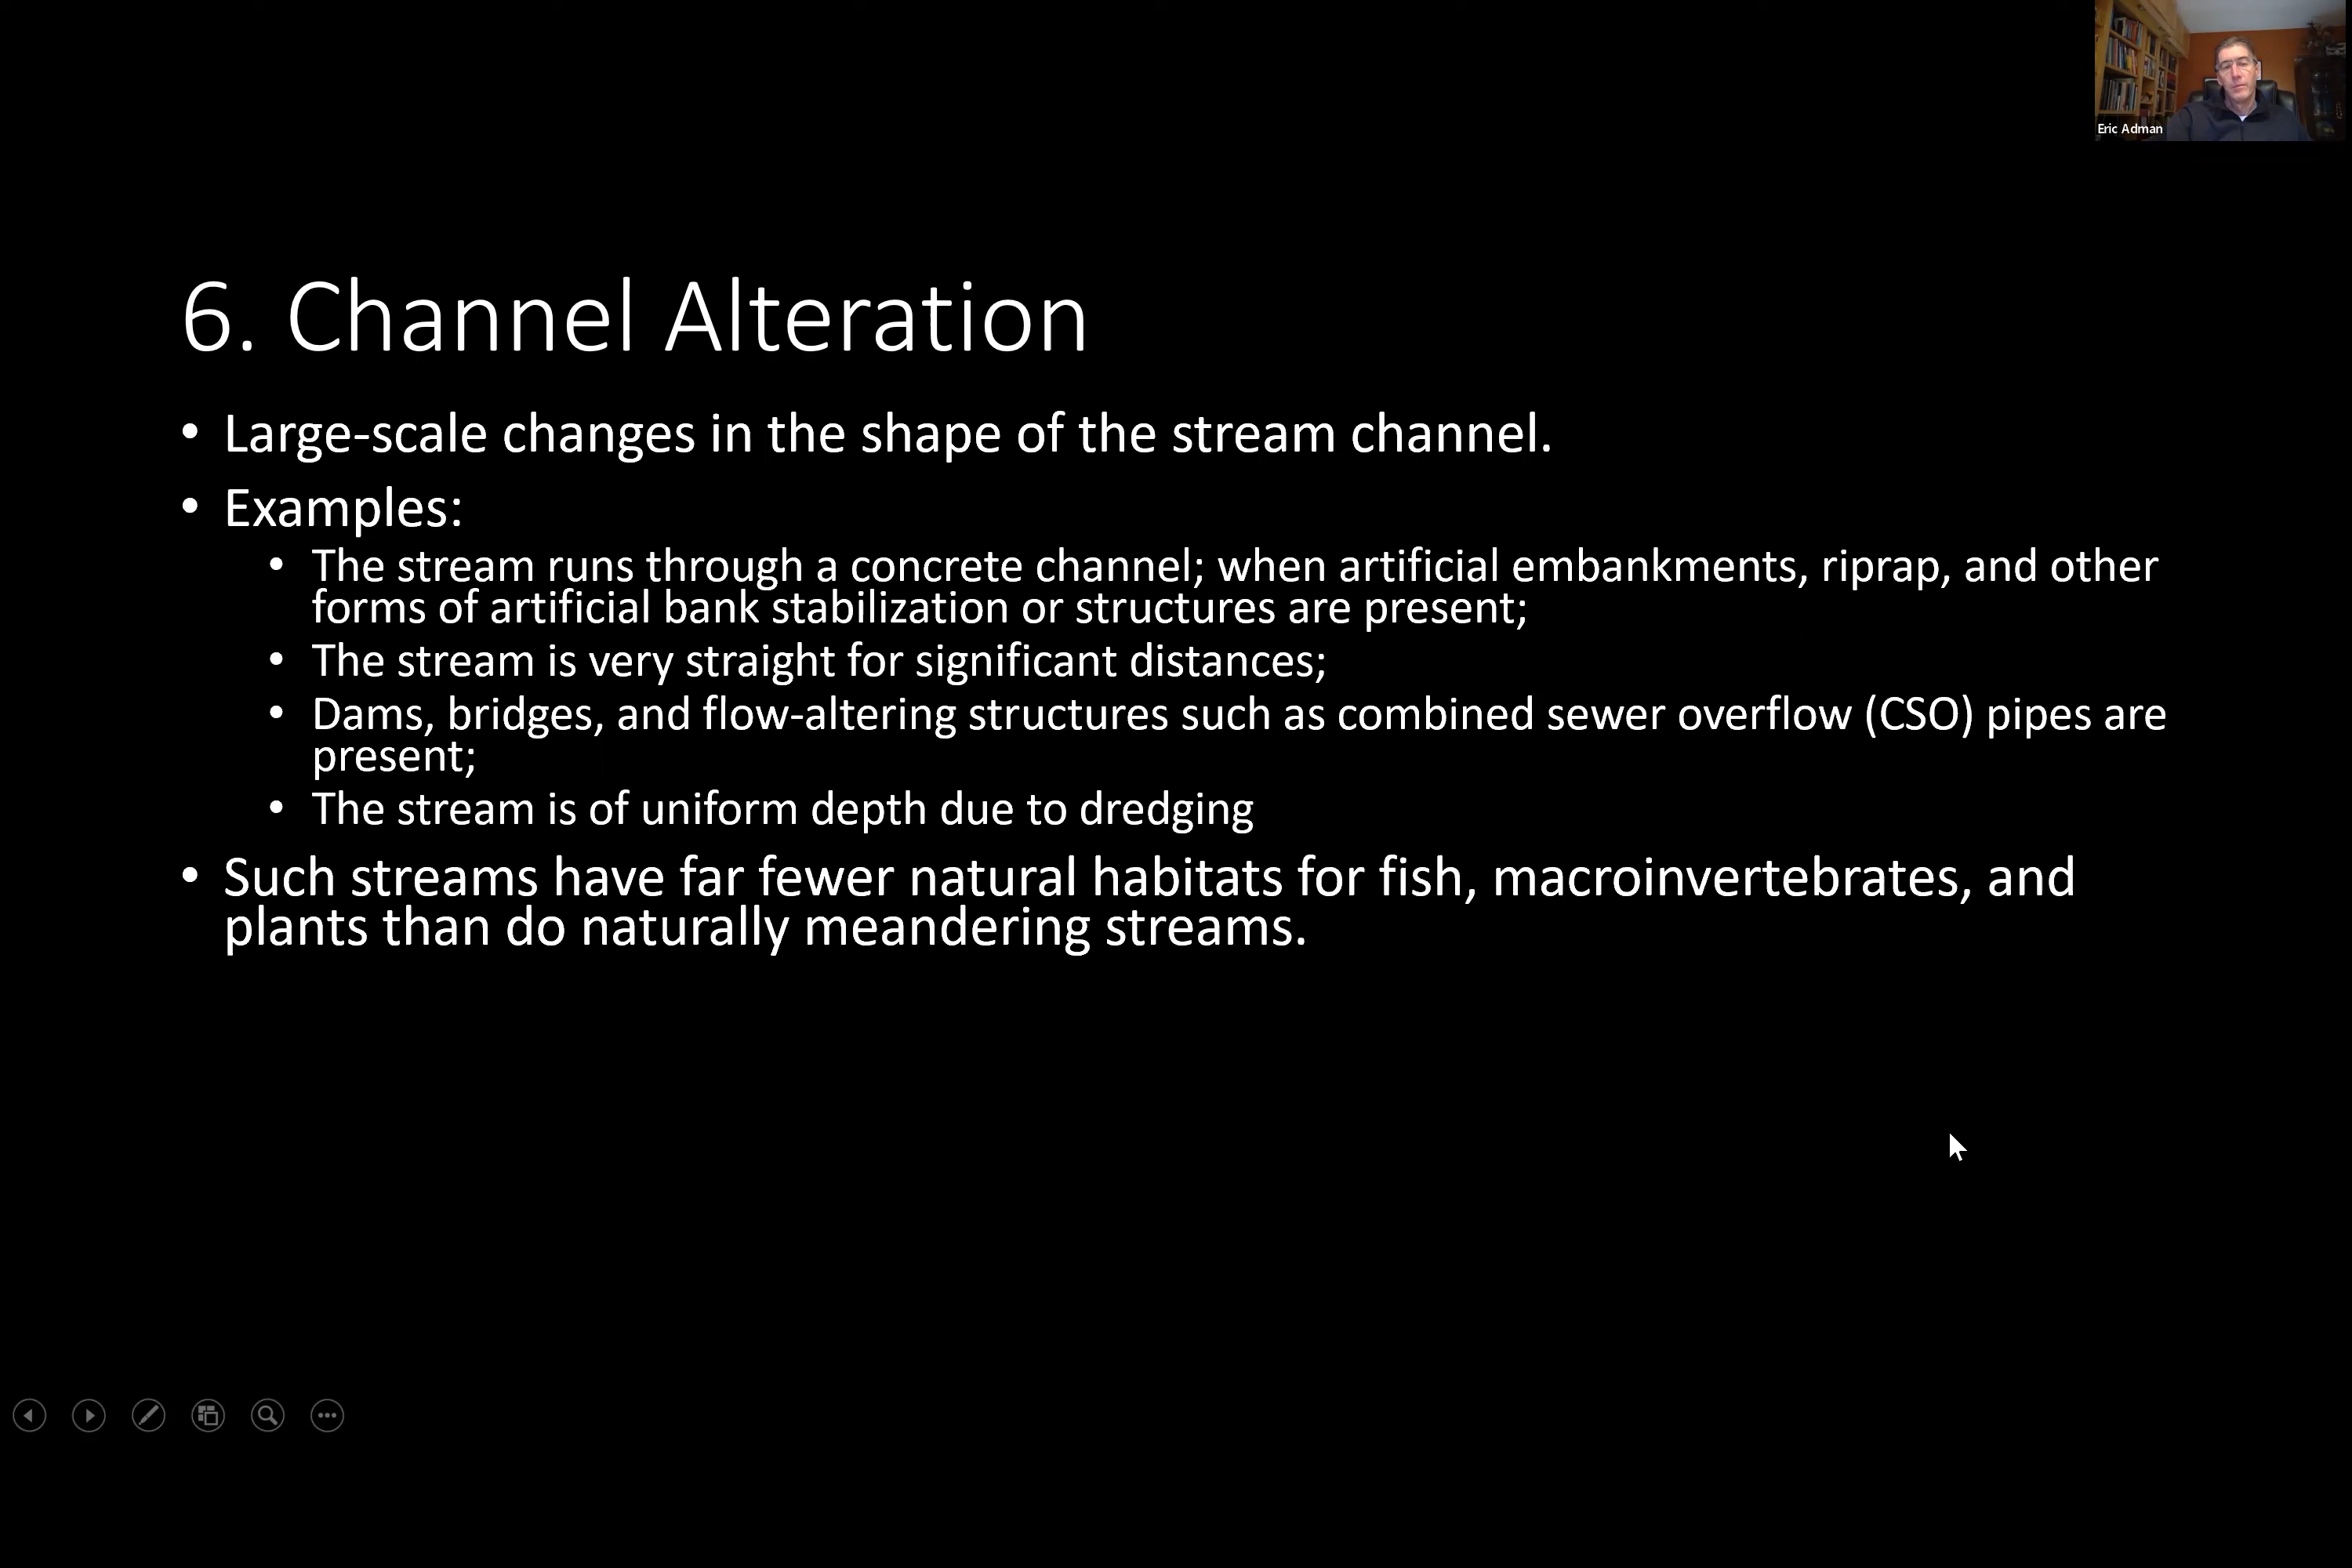 Eric Adman
6. Channel Alteration
• Large-scale changes in the shape of the stream channel.
• Examples:
• The stream runs through a concrete channel; when artificial embankments, riprap, and other
forms of artificial bank stabilization or structures are present;
• The stream is very straight for significant distances;
• Dams, bridges, and flow-altering structures such as combined sewer overflow (CSO) pipes are
present;
• The stream is of uniform depth due to dredging
• Such streams have far fewer natural habitats for fish, macroinvertebrates, and
plants than do naturally meandering streams.